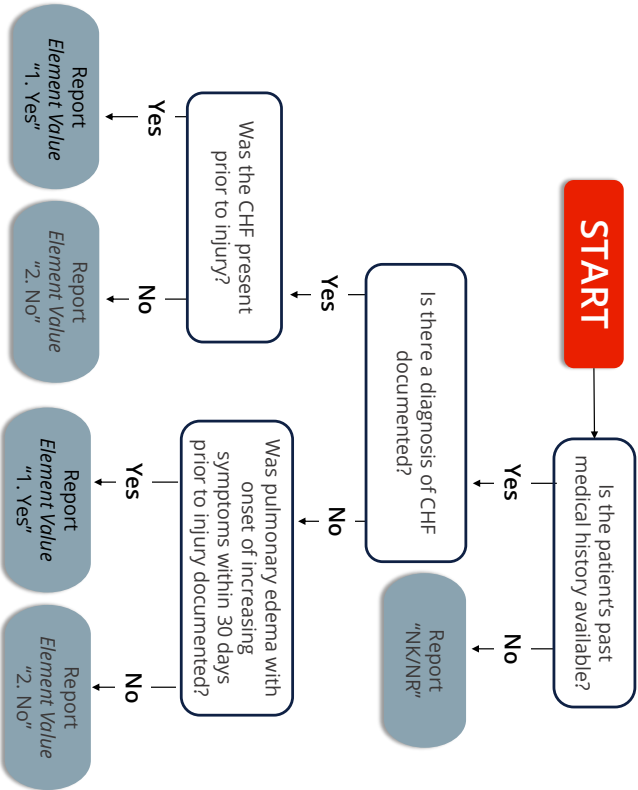 START
Is the patient's past
medical history available?
Yes
No
Is there a diagnosis of CHF
documented?
Report
"NK/NR"
Yes
No
Was the CHF present
prior to injury?
Was pulmonary edema with
onset of increasing
symptoms within 30 days
prior to injury documented?
Yes
No
Yes
No
Report
Element Value
"1. Yes"
Report
Element Value
"2. No"
Report
Element Value
"1. Yes"
Report
Element Value
"2. No"